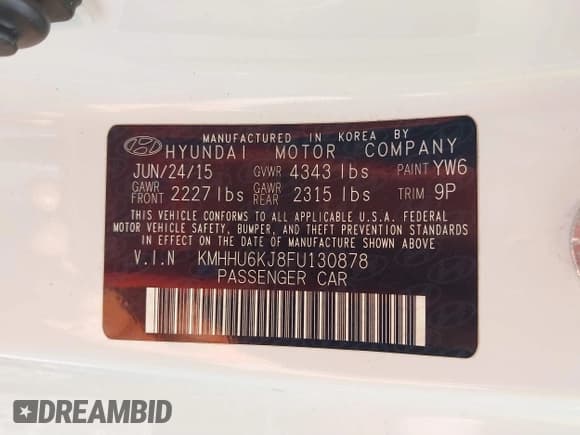 MANUFACTURED IN KOREA BY
HYUNDAI MOTOR COMPANY
JUN/24/15 GVWR 4343 lbs PAINT YW6
GAWR FRONT 2227 lbs GAWR REAR 2315 lbs TRIM 9P
THIS VEHICLE CONFORMS TO ALL APPLICABLE U.S.A. FEDERAL
MOTOR VEHICLE SAFETY, BUMPER, AND THEFT PREVENTION STANDARDS
IN EFFECT ON THE DATE OF MANUFACTURE SHOWN ABOVE.
V.I.N KMHHU6KJ8FU130878
PASSENGER CAR
DREAMBID